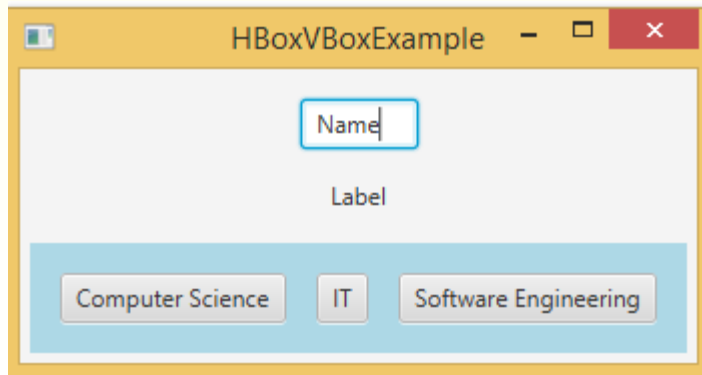 HBoxVBoxExample
Name
Label
Computer Science IT Software Engineering